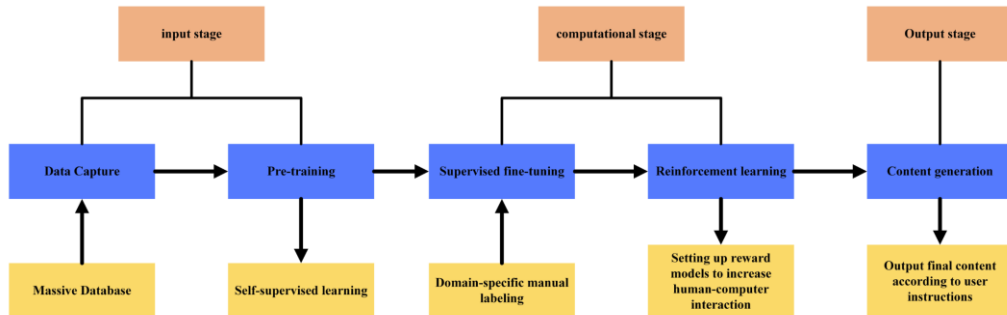 input stage
computational stage
Output stage
Data Capture
Pre-training
Supervised fine-tuning
Reinforcement learning
Content generation
Massive Database
Self-supervised learning
Domain-specific manual
labeling
Setting up reward
models to increase
human-computer
interaction
Output final content
according to user
instructions